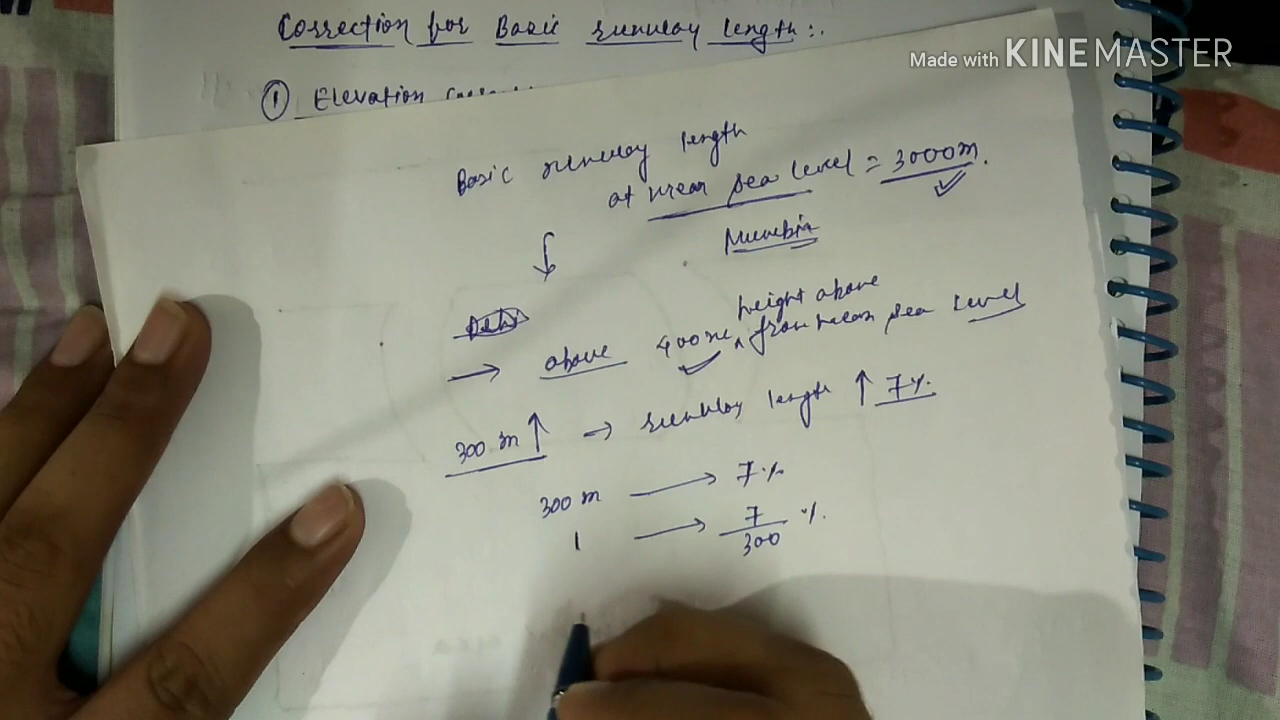 Correction for Basic runway length :.
Made with KINEMASTER
① Elevation
Basic runway length
at mean sea level = 3000m.
Mumbai
height above
→ above 400m, from mean sea level
300 m ↑ → runway length ↑ 7%
300 m → 7%
1 → 7/300 %